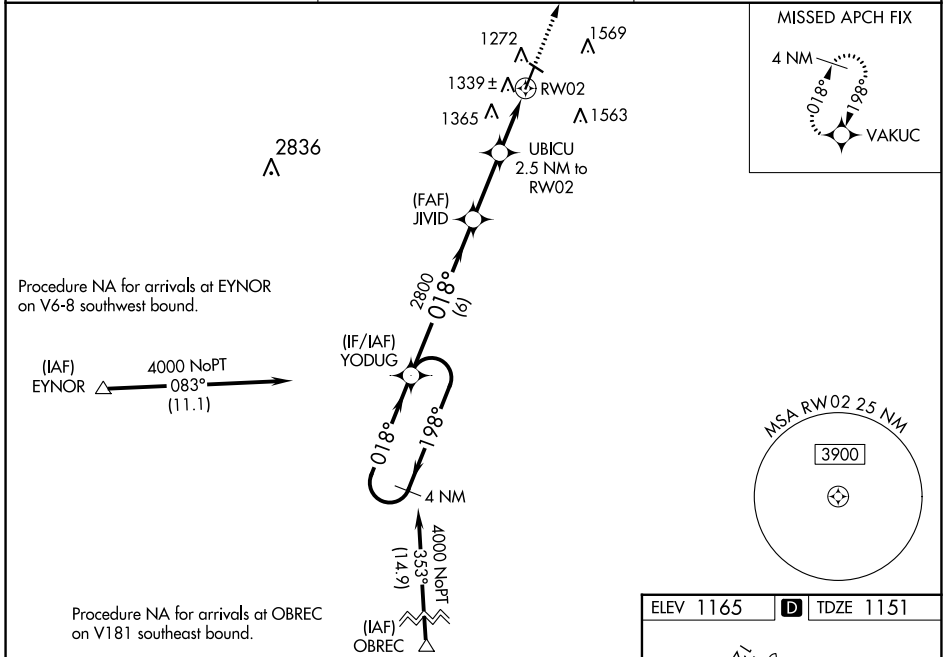 MISSED APCH FIX
4 NM
018°
198°
VAKUC
1272
1569
1339 ±
RW02
1365
1563
UBICU
2.5 NM to
RW02
2836
(FAF)
JIVID
2800
018°
(6)
Procedure NA for arrivals at EYNOR
on V6-8 southwest bound.
(IF/IAF)
YODUG
(IAF)
EYNOR
4000 NoPT
083°
(11.1)
018°
198°
4 NM
MSA RW02 25 NM
3900
4000 NoPT
353°
(14.9)
Procedure NA for arrivals at OBREC
on V181 southeast bound.
(IAF)
OBREC
ELEV 1165
D
TDZE 1151